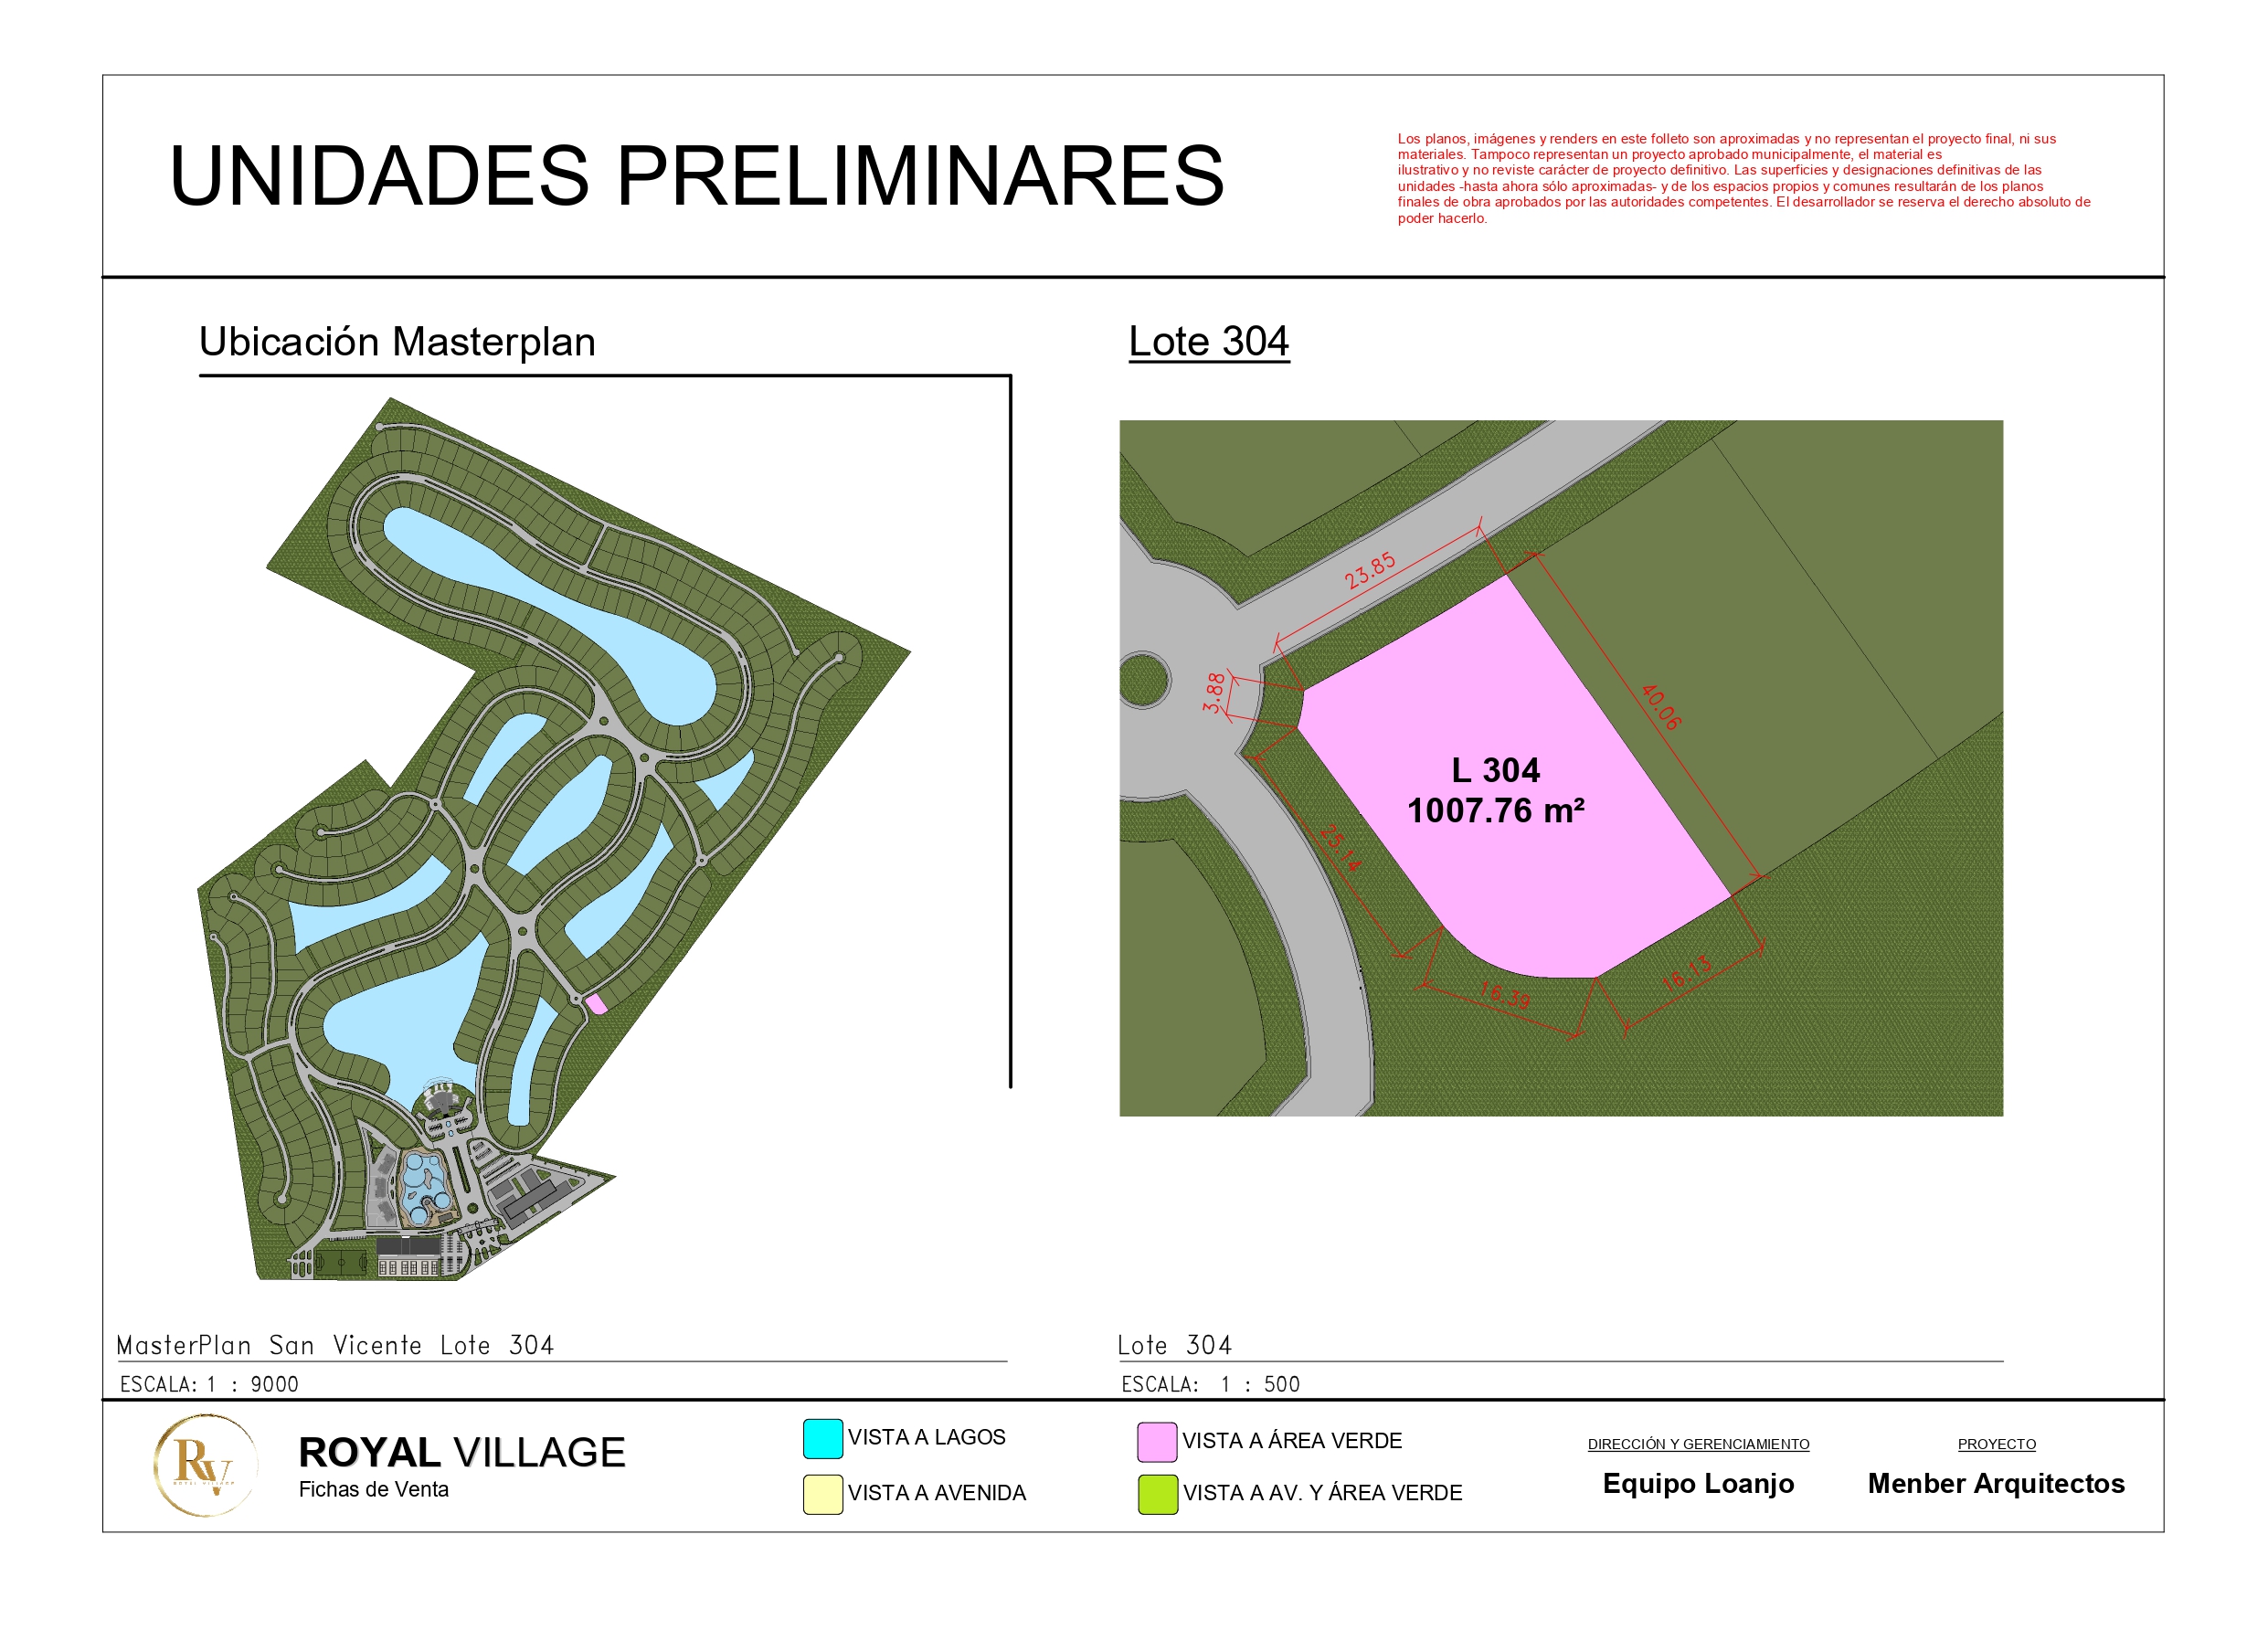 UNIDADES PRELIMINARES
Los planos, imágenes y renders en este folleto son aproximadas y no representan el proyecto final, ni sus
materiales. Tampoco representan un proyecto aprobado municipalmente, el material es
ilustrativo y no reviste carácter de proyecto definitivo. Las superficies y designaciones definitivas de las
unidades -hasta ahora sólo aproximadas- y de los espacios propios y comunes resultarán de los planos
finales de obra aprobados por las autoridades competentes. El desarrollador se reserva el derecho absoluto de
poder hacerlo.
Ubicación Masterplan
Lote 304
23.85
3.88
40.06
L 304
1007.76 m²
25.14
16.39
16.13
MasterPlan San Vicente Lote 304
ESCALA: 1 : 9000
Lote 304
ESCALA: 1 : 500
RV
ROYAL VILLAGE
ROYAL VILLAGE
Fichas de Venta
VISTA A LAGOS
VISTA A AVENIDA
VISTA A ÁREA VERDE
VISTA A AV. Y ÁREA VERDE
DIRECCIÓN Y GERENCIAMIENTO
Equipo Loanjo
PROYECTO
Menber Arquitectos